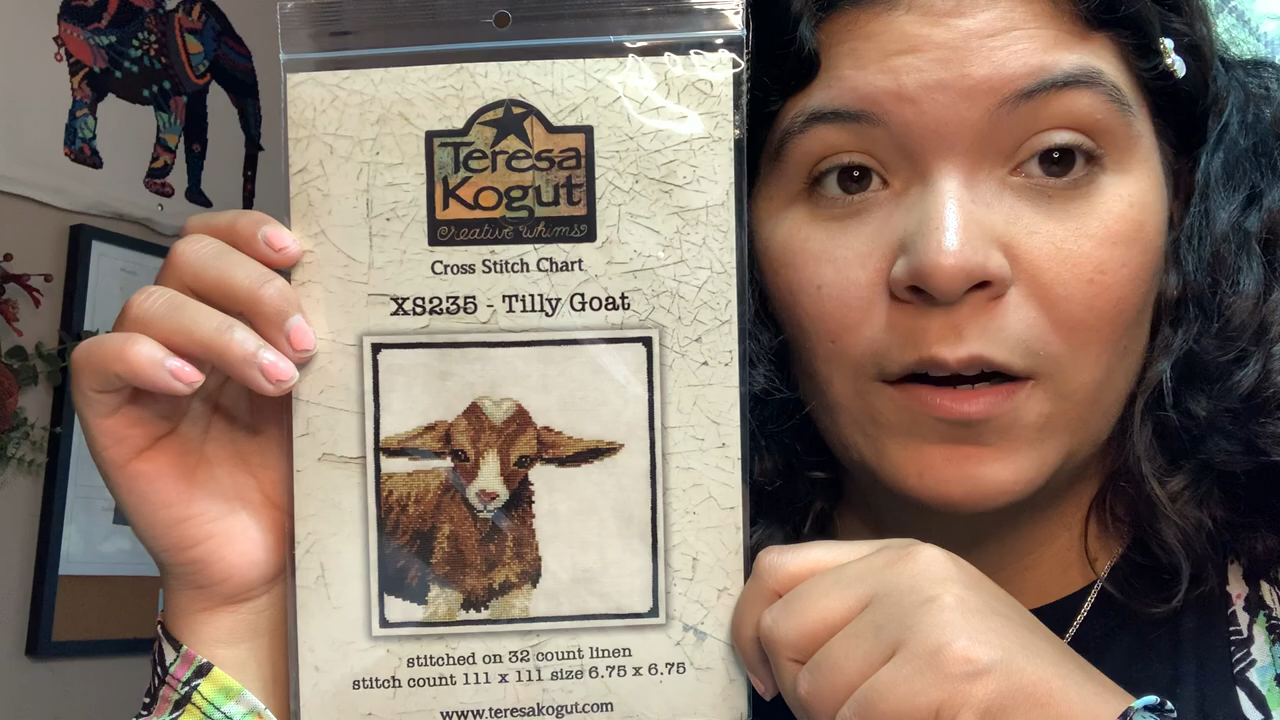 Teresa
Kogut
Creative Whims
Cross Stitch Chart
XS235 - Tilly Goat
stitched on 32 count linen
stitch count 111 x 111 size 6.75 x 6.75
www.teresakogut.com